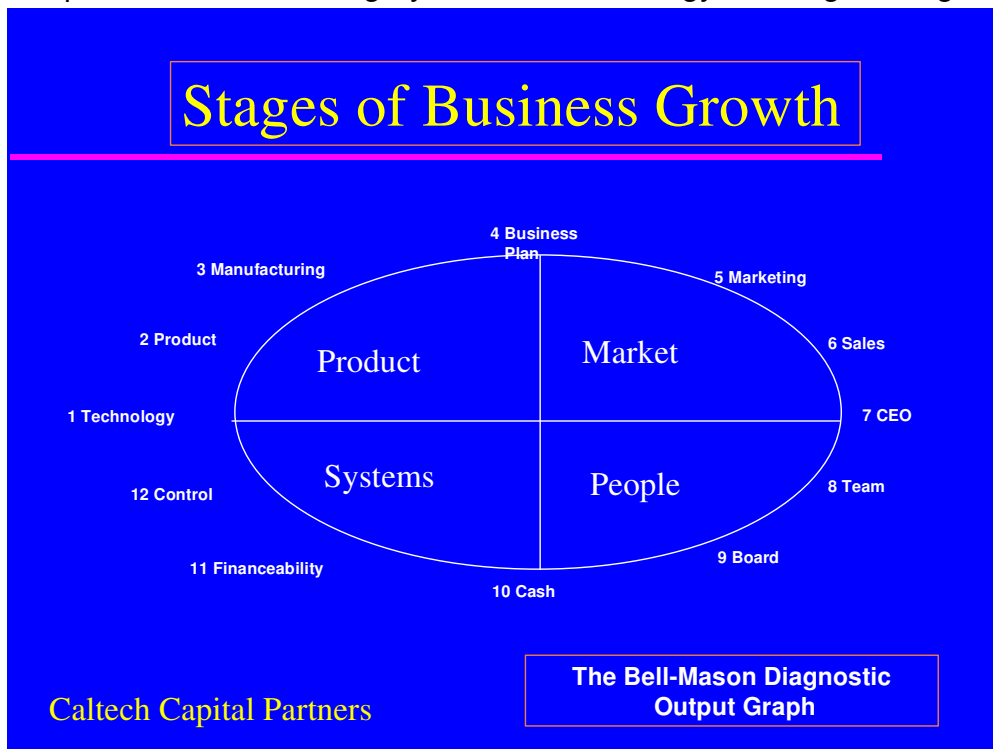 Stages of Business Growth
4 Business
Plan
3 Manufacturing
5 Marketing
2 Product
6 Sales
Product
Market
1 Technology
7 CEO
Systems
People
12 Control
8 Team
11 Financeability
9 Board
10 Cash
The Bell-Mason Diagnostic
Output Graph
Caltech Capital Partners